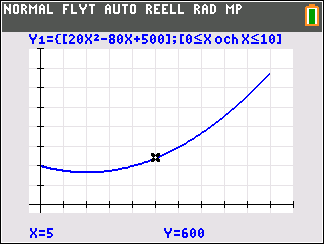 NORMAL FLYT AUTO REELL RAD MP
Y1={[20X²-80X+500];[0≤X och X≤10]
X=5 Y=600